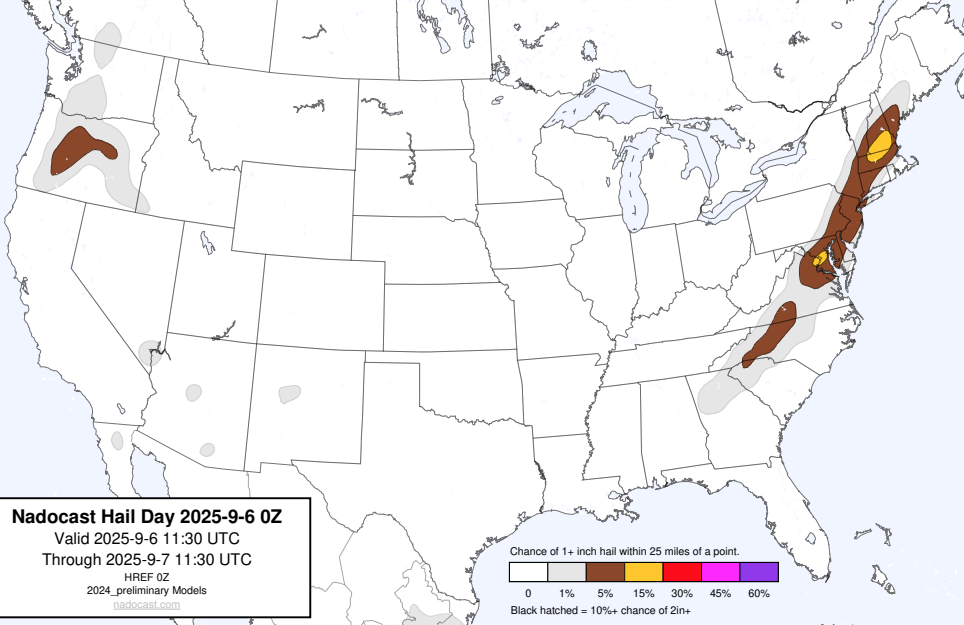 Nadocast Hail Day 2025-9-6 0Z
Valid 2025-9-6 11:30 UTC
Through 2025-9-7 11:30 UTC
HREF 0Z
2024_preliminary Models
nadocast.com
Chance of 1+ inch hail within 25 miles of a point.
0 1% 5% 15% 30% 45% 60%
Black hatched = 10%+ chance of 2in+